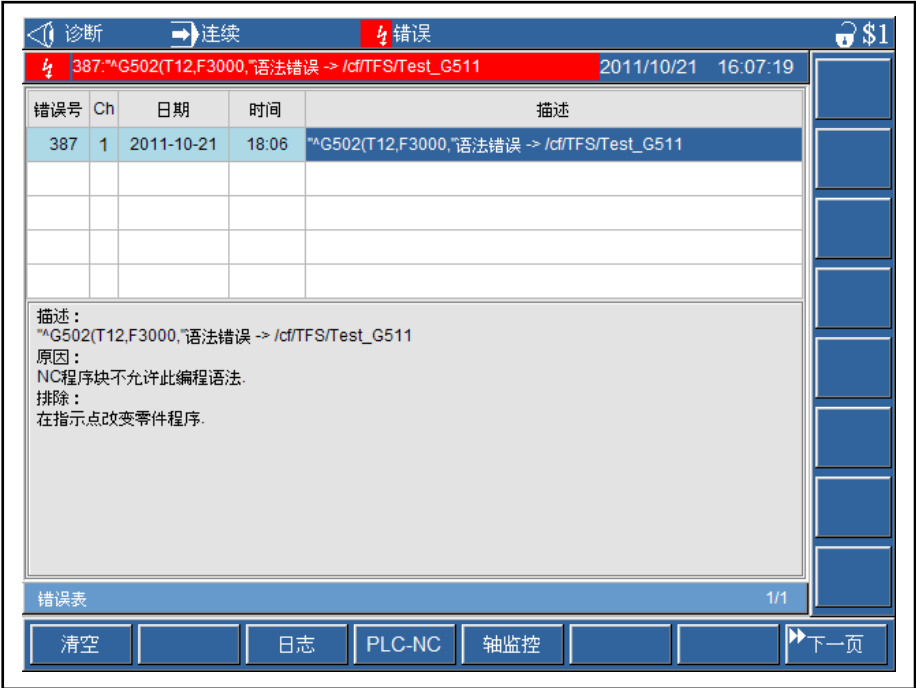 诊断 连续 错误 $1
387:"^G502(T12,F3000,"语法错误 -> /cf/TFS/Test_G511 2011/10/21 16:07:19
错误号 Ch 日期 时间 描述
387 1 2011-10-21 18:06 "^G502(T12,F3000,"语法错误 -> /cf/TFS/Test_G511
描述：
"^G502(T12,F3000,"语法错误 -> /cf/TFS/Test_G511
原因：
NC程序块不允许此编程语法.
排除：
在指示点改变零件程序.
错误表 1/1
清空 日志 PLC-NC 轴监控 下一页